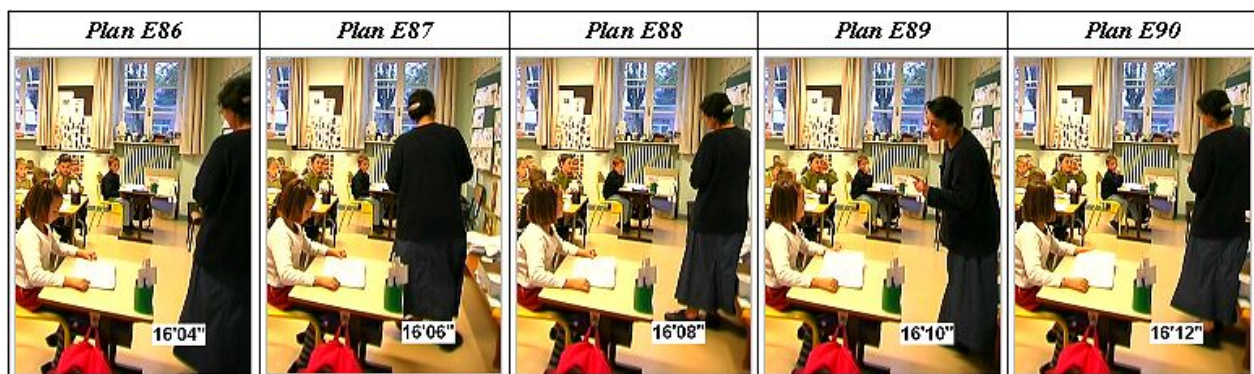 Plan E86
Plan E87
Plan E88
Plan E89
Plan E90
16'04"
16'06"
16'08"
16'10"
16'12"